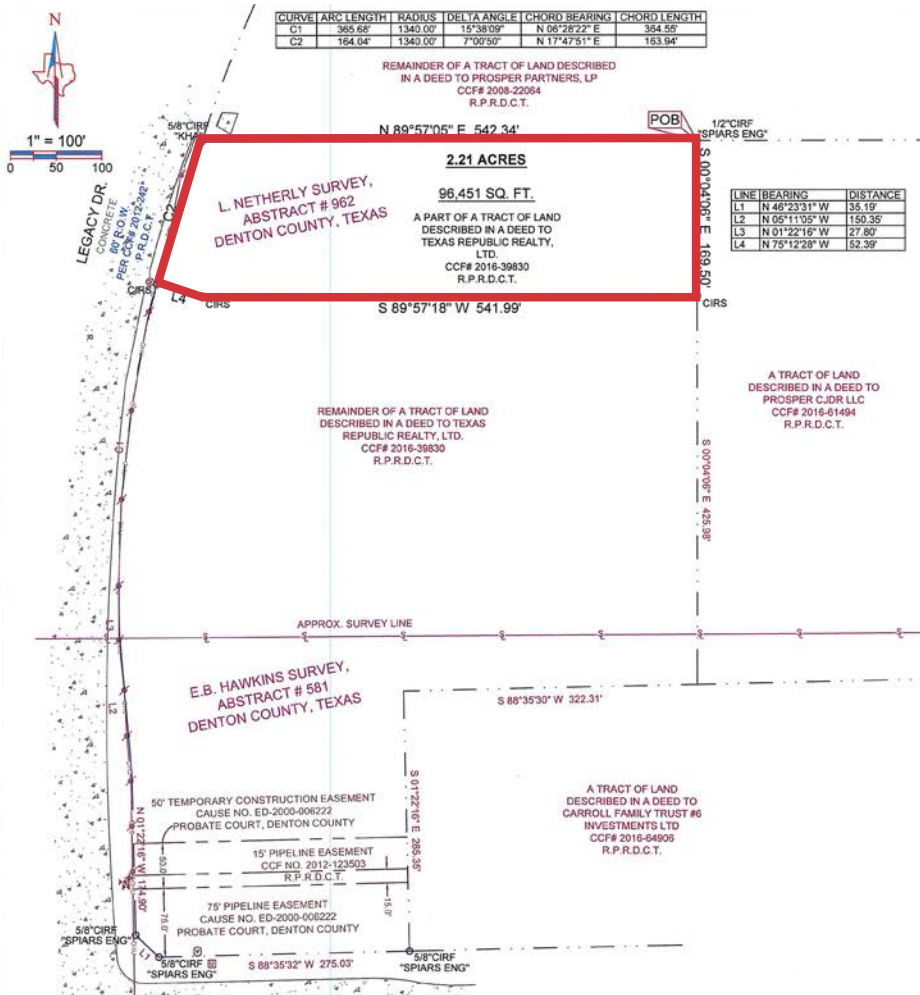 CURVE ARC LENGTH RADIUS DELTA ANGLE CHORD BEARING CHORD LENGTH
C1 365.68' 1340.00' 15°38'09" N 06°28'22" E 364.55'
C2 164.04' 1340.00' 7°00'50" N 17°47'51" E 163.94'
N
REMAINDER OF A TRACT OF LAND DESCRIBED
IN A DEED TO PROSPER PARTNERS, LP
CCF# 2008-22064
R.P.R.D.C.T.
5/8"CIRF
"KHA"
POB
1/2"CIRF
"SPIARS ENG"
N 89°57'05" E 542.34'
1" = 100'
0 50 100
2.21 ACRES
96,451 SQ. FT.
L. NETHERLY SURVEY,
ABSTRACT # 962
DENTON COUNTY, TEXAS
A PART OF A TRACT OF LAND
DESCRIBED IN A DEED TO
TEXAS REPUBLIC REALTY,
LTD.
CCF# 2016-39830
R.P.R.D.C.T.
S 00°04'06" E 169.50'
LINE BEARING DISTANCE
L1 N 46°23'31" W 35.19'
L2 N 05°11'05" W 150.35'
L3 N 01°22'16" W 27.80'
L4 N 75°12'28" W 52.39'
LEGACY DR.
CONCRETE
R.O.W.
PER CCF# 2012-242
P.R.D.C.T.
C2
CIRS
L4
CIRS
CIRS
S 89°57'18" W 541.99'
REMAINDER OF A TRACT OF LAND
DESCRIBED IN A DEED TO TEXAS
REPUBLIC REALTY, LTD.
CCF# 2016-39830
R.P.R.D.C.T.
A TRACT OF LAND
DESCRIBED IN A DEED TO
PROSPER CJDR LLC
CCF# 2016-61494
R.P.R.D.C.T.
C1
S 00°04'06" E 425.98'
L3
APPROX. SURVEY LINE
E.B. HAWKINS SURVEY,
ABSTRACT # 581
DENTON COUNTY, TEXAS
L2
S 88°35'30" W 322.31'
S 01°22'16" E 285.35'
A TRACT OF LAND
DESCRIBED IN A DEED TO
CARROLL FAMILY TRUST #6
INVESTMENTS LTD
CCF# 2016-64906
R.P.R.D.C.T.
50' TEMPORARY CONSTRUCTION EASEMENT
CAUSE NO. ED-2000-006222
PROBATE COURT, DENTON COUNTY
N 01°22'16" W 174.90'
50.0'
15' PIPELINE EASEMENT
CCF NO. 2012-123503
R.P.R.D.C.T.
15.0'
75.0'
75' PIPELINE EASEMENT
CAUSE NO. ED-2000-006222
PROBATE COURT, DENTON COUNTY
5/8"CIRF
"SPIARS ENG"
L1
5/8"CIRF
"SPIARS ENG"
S 88°35'32" W 275.03'
5/8"CIRF
"SPIARS ENG"